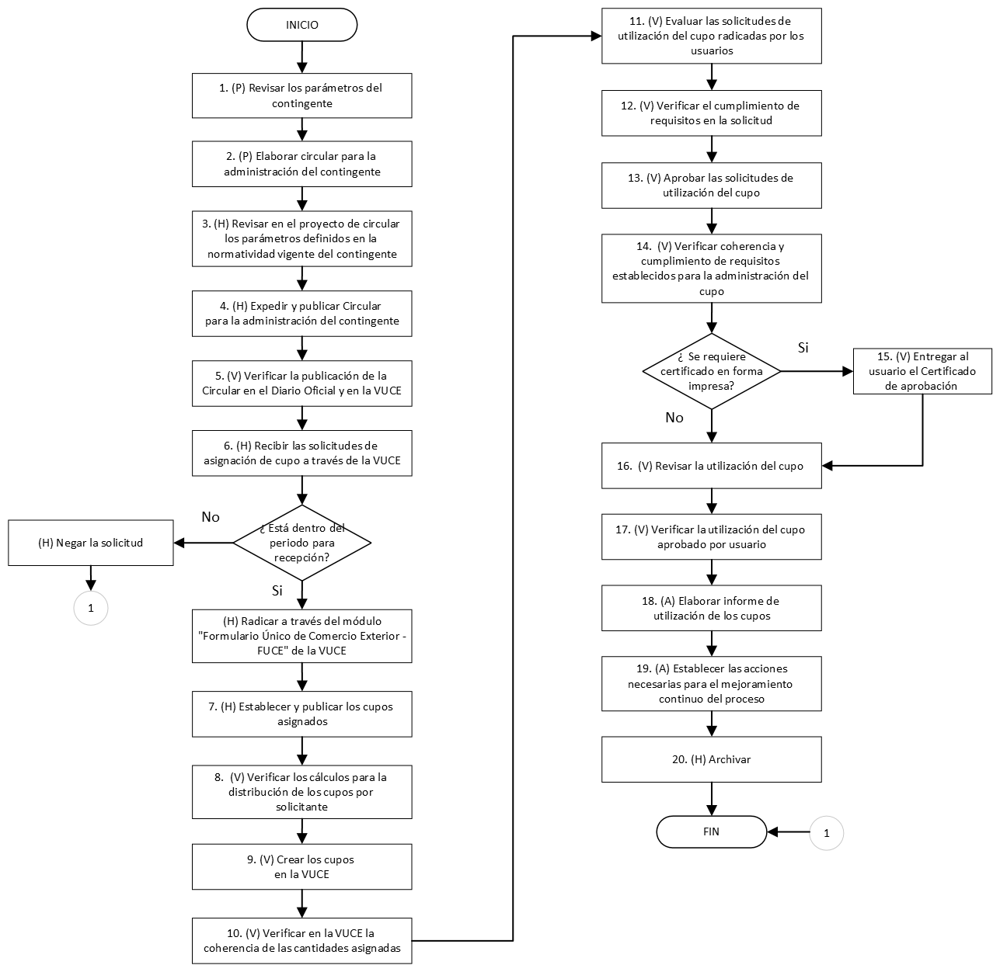 INICIO
1. (P) Revisar los parámetros del
contingente
2. (P) Elaborar circular para la
administración del contingente
3. (H) Revisar en el proyecto de circular
los parámetros definidos en la
normatividad vigente del contingente
4. (H) Expedir y publicar Circular
para la administración del contingente
5. (V) Verificar la publicación de la
Circular en el Diario Oficial y en la VUCE
6. (H) Recibir las solicitudes de
asignación de cupo a través de la VUCE
¿ Está dentro del
periodo para
recepción?
No
(H) Negar la solicitud
1
Si
(H) Radicar a través del módulo
"Formulario Único de Comercio Exterior -
FUCE" de la VUCE
7. (H) Establecer y publicar los cupos
asignados
8. (V) Verificar los cálculos para la
distribución de los cupos por
solicitante
9. (V) Crear los cupos
en la VUCE
10. (V) Verificar en la VUCE la
coherencia de las cantidades asignadas
11. (V) Evaluar las solicitudes de
utilización del cupo radicadas por los
usuarios
12. (V) Verificar el cumplimiento de
requisitos en la solicitud
13. (V) Aprobar las solicitudes de
utilización del cupo
14. (V) Verificar coherencia y
cumplimiento de requisitos
establecidos para la administración del
cupo
¿ Se requiere
certificado en forma
impresa?
Si
15. (V) Entregar al
usuario el Certificado
de aprobación
No
16. (V) Revisar la utilización del cupo
17. (V) Verificar la utilización del cupo
aprobado por usuario
18. (A) Elaborar informe de
utilización de los cupos
19. (A) Establecer las acciones
necesarias para el mejoramiento
continuo del proceso
20. (H) Archivar
FIN
1